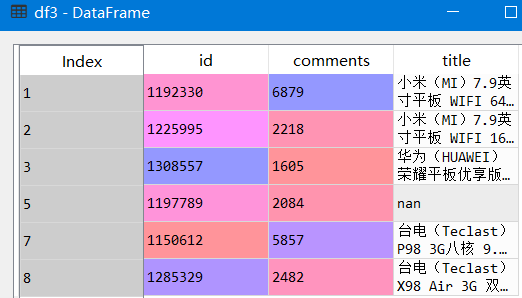 df3 - DataFrame
Index id comments title
1 1192330 6879 小米（MI）7.9英
寸平板 WIFI 64…
2 1225995 2218 小米（MI）7.9英
寸平板 WIFI 16…
3 1308557 1605 华为（HUAWEI）
荣耀平板优享版…
5 1197789 2084 nan
7 1150612 5857 台电（Teclast）
P98 3G八核 9.…
8 1285329 2482 台电（Teclast）
X98 Air 3G 双…